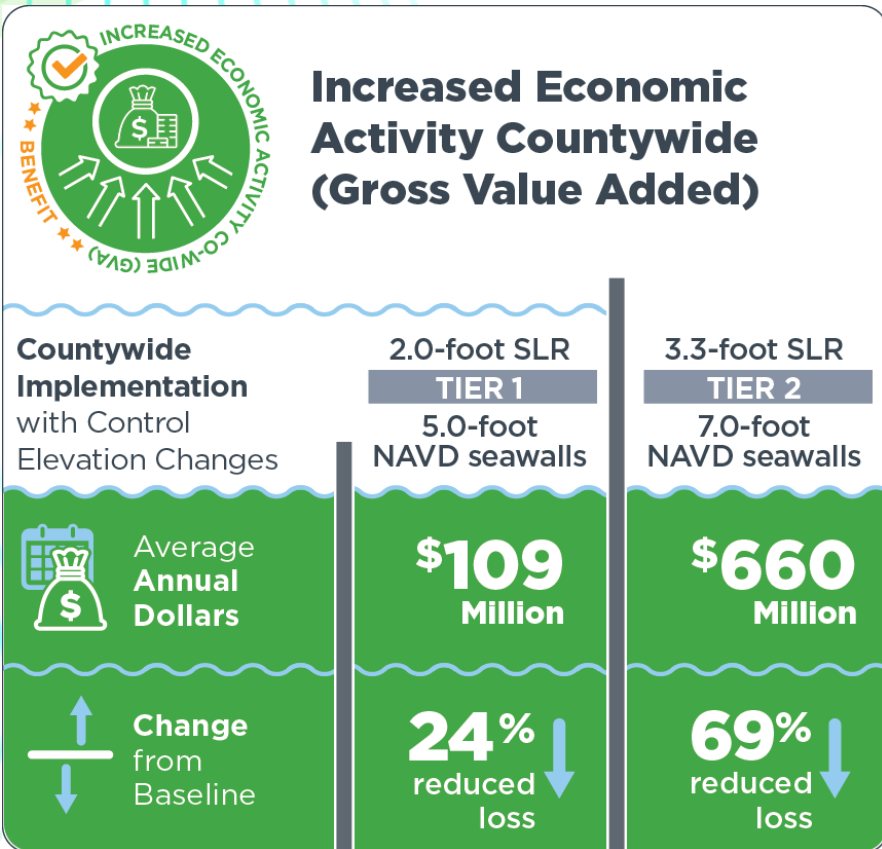 INCREASED ECONOMIC ACTIVITY CO-WIDE (GVA)
BENEFIT
$
Increased Economic
Activity Countywide
(Gross Value Added)
Countywide
Implementation
with Control
Elevation Changes
2.0-foot SLR
TIER 1
5.0-foot
NAVD seawalls
3.3-foot SLR
TIER 2
7.0-foot
NAVD seawalls
$
Average
Annual
Dollars
$109
Million
$660
Million
Change
from
Baseline
24%
reduced
loss
69%
reduced
loss